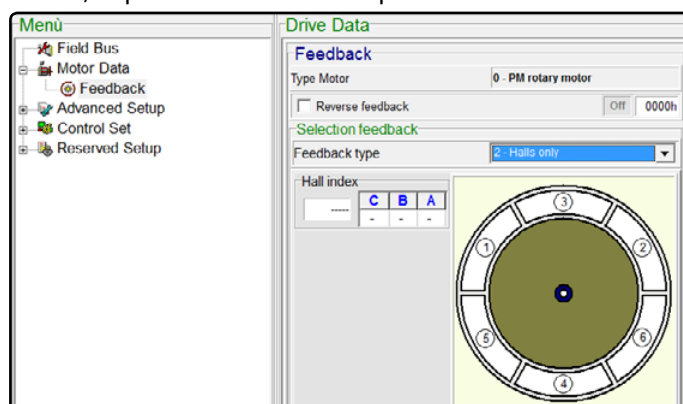 Menù
Field Bus
Motor Data
Feedback
Advanced Setup
Control Set
Reserved Setup
Drive Data
Feedback
Type Motor 0 - PM rotary motor
Reverse feedback Off 0000h
Selection feedback
Feedback type 2 - Halls only
Hall index
----- C B A
- - -
3
1 2
5 6
4